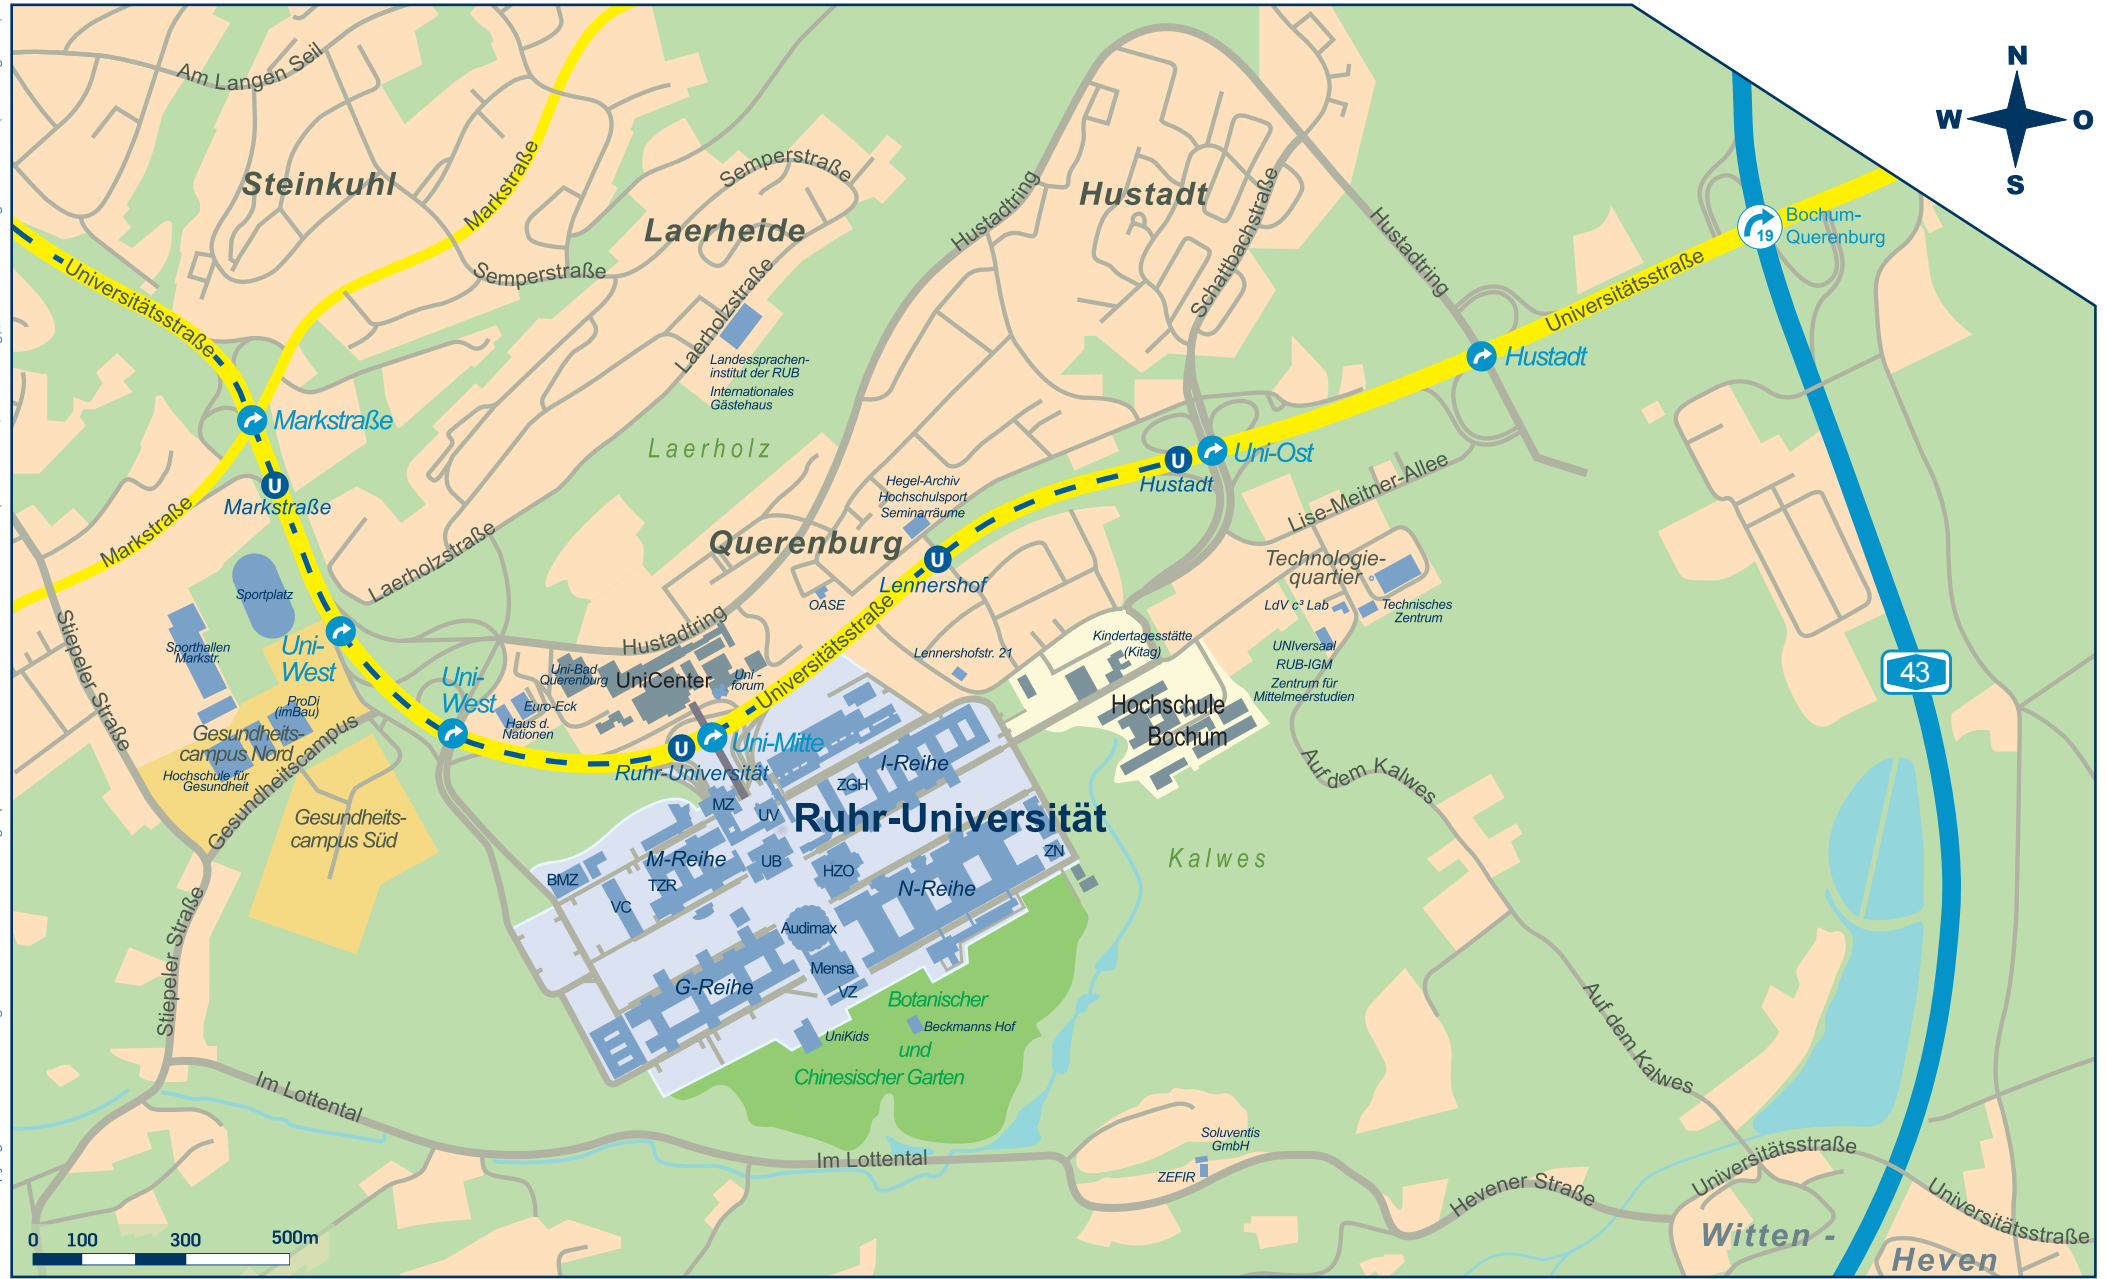 N
W
O
S
Am Langen Seil
Steinkuhl
Markstraße
Semperstraße
Laerheide
Semperstraße
Hustadtring
Hustadt
Schattbachstraße
Hustadtring
Bochum-
Querenburg
19
Universitätsstraße
Universitätsstraße
Laerholzstraße
Landessprachen-
institut der RUB
Internationales
Gästehaus
Hustadt
Markstraße
Laerholz
Uni-Ost
U
Hustadt
U
Markstraße
Markstraße
Hegel-Archiv
Hochschulsport
Seminarräume
Lise-Meitner-Allee
Querenburg
U
Lennershof
Laerholzstraße
Technologie-
quartier
Sportplatz
OASE
LdV c³ Lab
Technisches
Zentrum
Stiepeler Straße
Sporthallen
Markstr.
Uni-
West
Hustadtring
Universitätsstraße
Lennershofstr. 21
Kindertagesstätte
(Kitag)
UNIversaal
RUB-IGM
Zentrum für
Mittelmeerstudien
43
Uni-
West
Uni-Bad
Querenburg
UniCenter
Uni -
forum
ProDi
(imBau)
Euro-Eck
Haus d.
Nationen
Hochschule
Bochum
Gesundheits-
campus Nord
Hochschule für
Gesundheit
Gesundheitscampus
U
Uni-Mitte
Ruhr-Universität
I-Reihe
ZGH
Auf dem Kalwes
MZ
UV
Ruhr-Universität
Gesundheits-
campus Süd
M-Reihe
UB
HZO
ZN
Kalwes
BMZ
TZR
N-Reihe
VC
Audimax
Stiepeler Straße
Mensa
G-Reihe
VZ
Botanischer
Beckmanns Hof
UniKids
und
Chinesischer Garten
Auf dem Kalwes
Im Lottental
Im Lottental
Soluventis
GmbH
ZEFIR
Hevener Straße
Universitätsstraße
Universitätsstraße
Witten -
Heven
0 100 300 500m